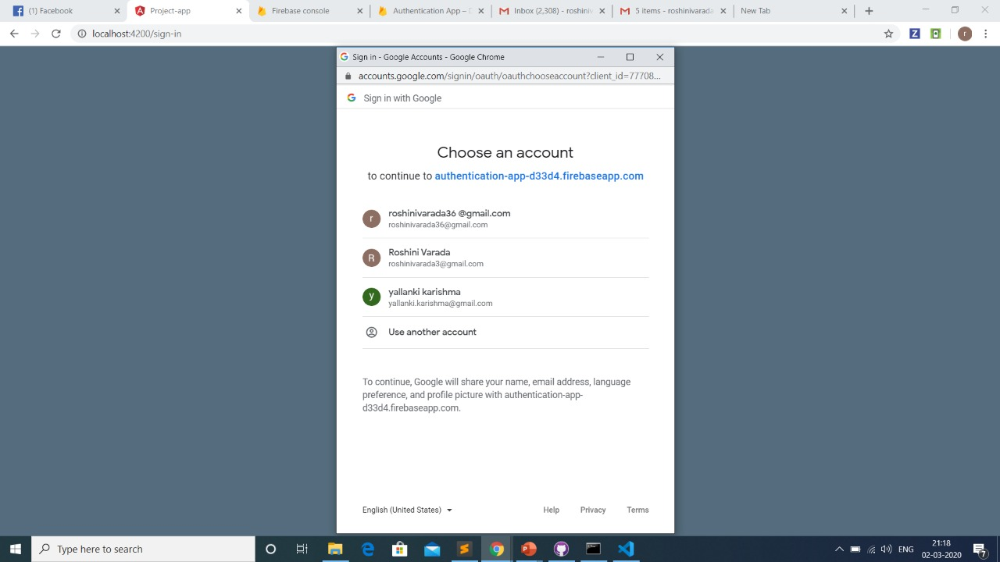 (1) Facebook
Project-app
Firebase console
Authentication App –
Inbox (2,308) - roshiniv
5 items - roshinivarada
New Tab
localhost:4200/sign-in
Z
r
Sign in - Google Accounts - Google Chrome
accounts.google.com/signin/oauth/oauthchooseaccount?client_id=77708...
Sign in with Google
Choose an account
to continue to authentication-app-d33d4.firebaseapp.com
r
roshinivarada36 @gmail.com
roshinivarada36@gmail.com
R
Roshini Varada
roshinivarada3@gmail.com
y
yallanki karishma
yallanki.karishma@gmail.com
Use another account
To continue, Google will share your name, email address, language
preference, and profile picture with authentication-app-
d33d4.firebaseapp.com.
English (United States)
Help
Privacy
Terms
Type here to search
ENG
21:18
02-03-2020
7